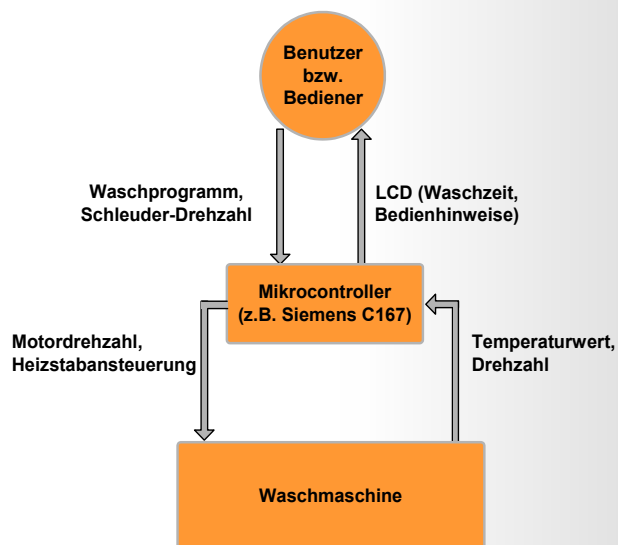 Benutzer
bzw.
Bediener
Waschprogramm,
Schleuder-Drehzahl
LCD (Waschzeit,
Bedienhinweise)
Mikrocontroller
(z.B. Siemens C167)
Motordrehzahl,
Heizstabansteuerung
Temperaturwert,
Drehzahl
Waschmaschine